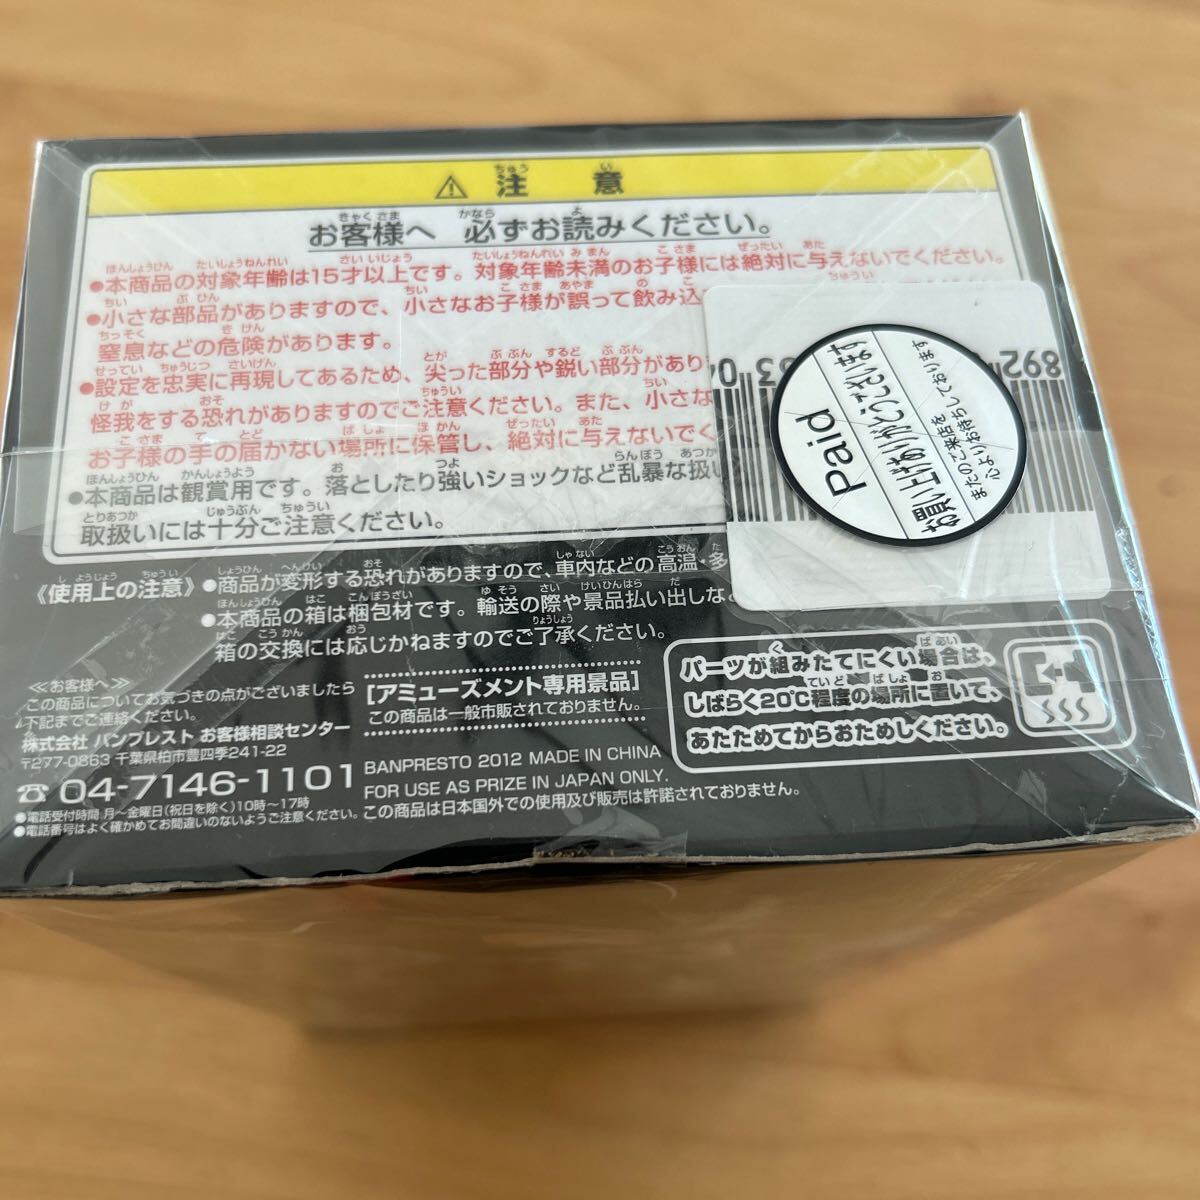 ⚠ 注意
お客様へ 必ずお読みください。
●本商品の対象年齢は15才以上です。対象年齢未満のお子様には絶対に与えないでください。
●小さな部品がありますので、小さなお子様が誤って飲み込
窒息などの危険があります。
●設定を忠実に再現してあるため、尖った部分や鋭い部分があり
怪我をする恐れがありますのでご注意ください。また、小さな
お子様の手の届かない場所に保管し、絶対に与えないでく
●本商品は観賞用です。落としたり強いショックなど乱暴な扱い
取扱いには十分ご注意ください。
《使用上の注意》●商品が変形する恐れがありますので、車内などの高温・多
●本商品の箱は梱包材です。輸送の際や景品払い出しな
箱の交換には応じかねますのでご了承ください。
≪お客様へ≫
この商品についてお気づきの点がございましたら
下記までご連絡ください。
株式会社 バンプレスト お客様相談センター
〒277-0863 千葉県柏市豊四季241-22
☎04-7146-1101
●電話受付時間 月〜金曜日(祝日を除く)10時〜17時
●電話番号はよく確かめてお間違いのないようご注意ください。
[アミューズメント専用景品]
この商品は一般市販されておりません。
BANPRESTO 2012 MADE IN CHINA
FOR USE AS PRIZE IN JAPAN ONLY.
この商品は日本国外での使用及び販売は許諾されておりません。
パーツが組みたてにくい場合は、
しばらく20℃程度の場所に置いて、
あたためてからおためしください。
Paid
お買い上げありがとうございます
またのご来店を
心よりお待ちしております